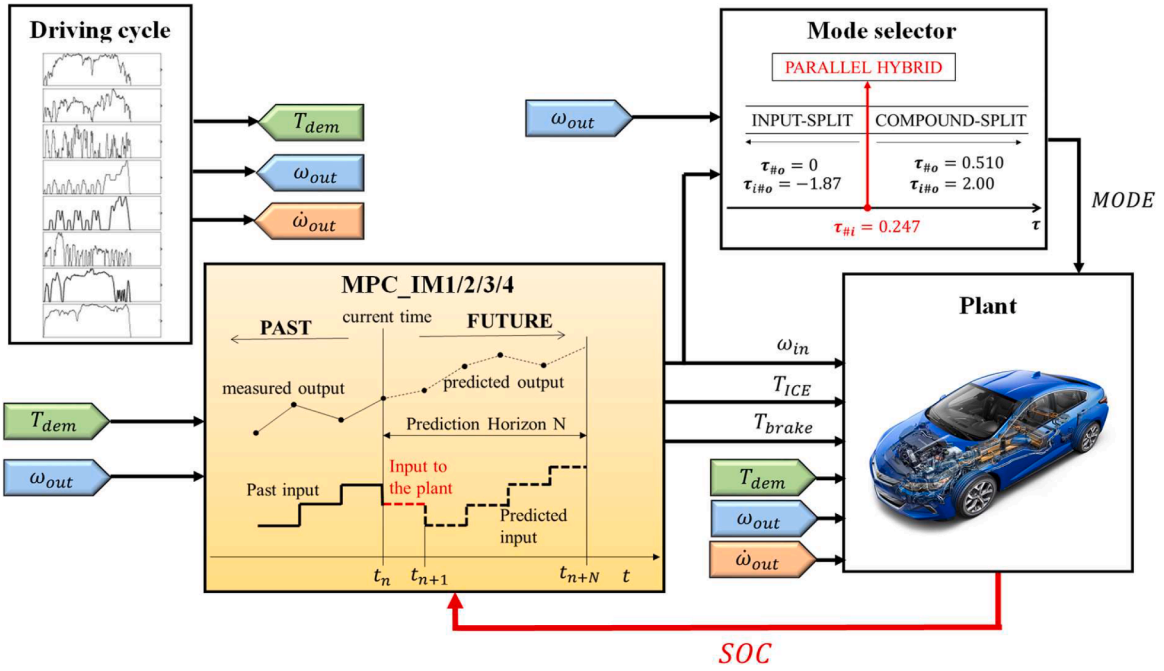 Driving cycle
T_dem
ω_out
ω̇_out
ω_out
Mode selector
PARALLEL HYBRID
INPUT-SPLIT
COMPOUND-SPLIT
τ_#o = 0
τ_i#o = −1.87
τ_#o = 0.510
τ_i#o = 2.00
τ_#i = 0.247
τ
MODE
MPC_IM1/2/3/4
PAST
current time
FUTURE
measured output
predicted output
Prediction Horizon N
Past input
Input to
the plant
Predicted
input
t_n
t_n+1
t_n+N
t
T_dem
ω_out
Plant
ω_in
T_ICE
T_brake
T_dem
ω_out
ω̇_out
SOC